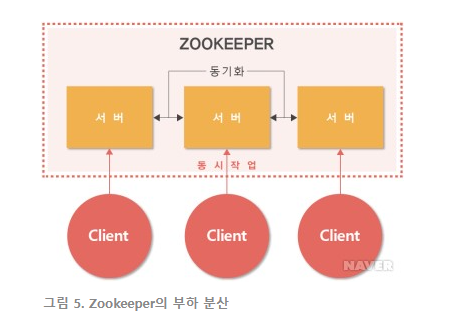 ZOOKEEPER
동기화
서 버
서 버
서 버
동 시 작 업
Client
Client
Client
NAVER
그림 5. Zookeeper의 부하 분산